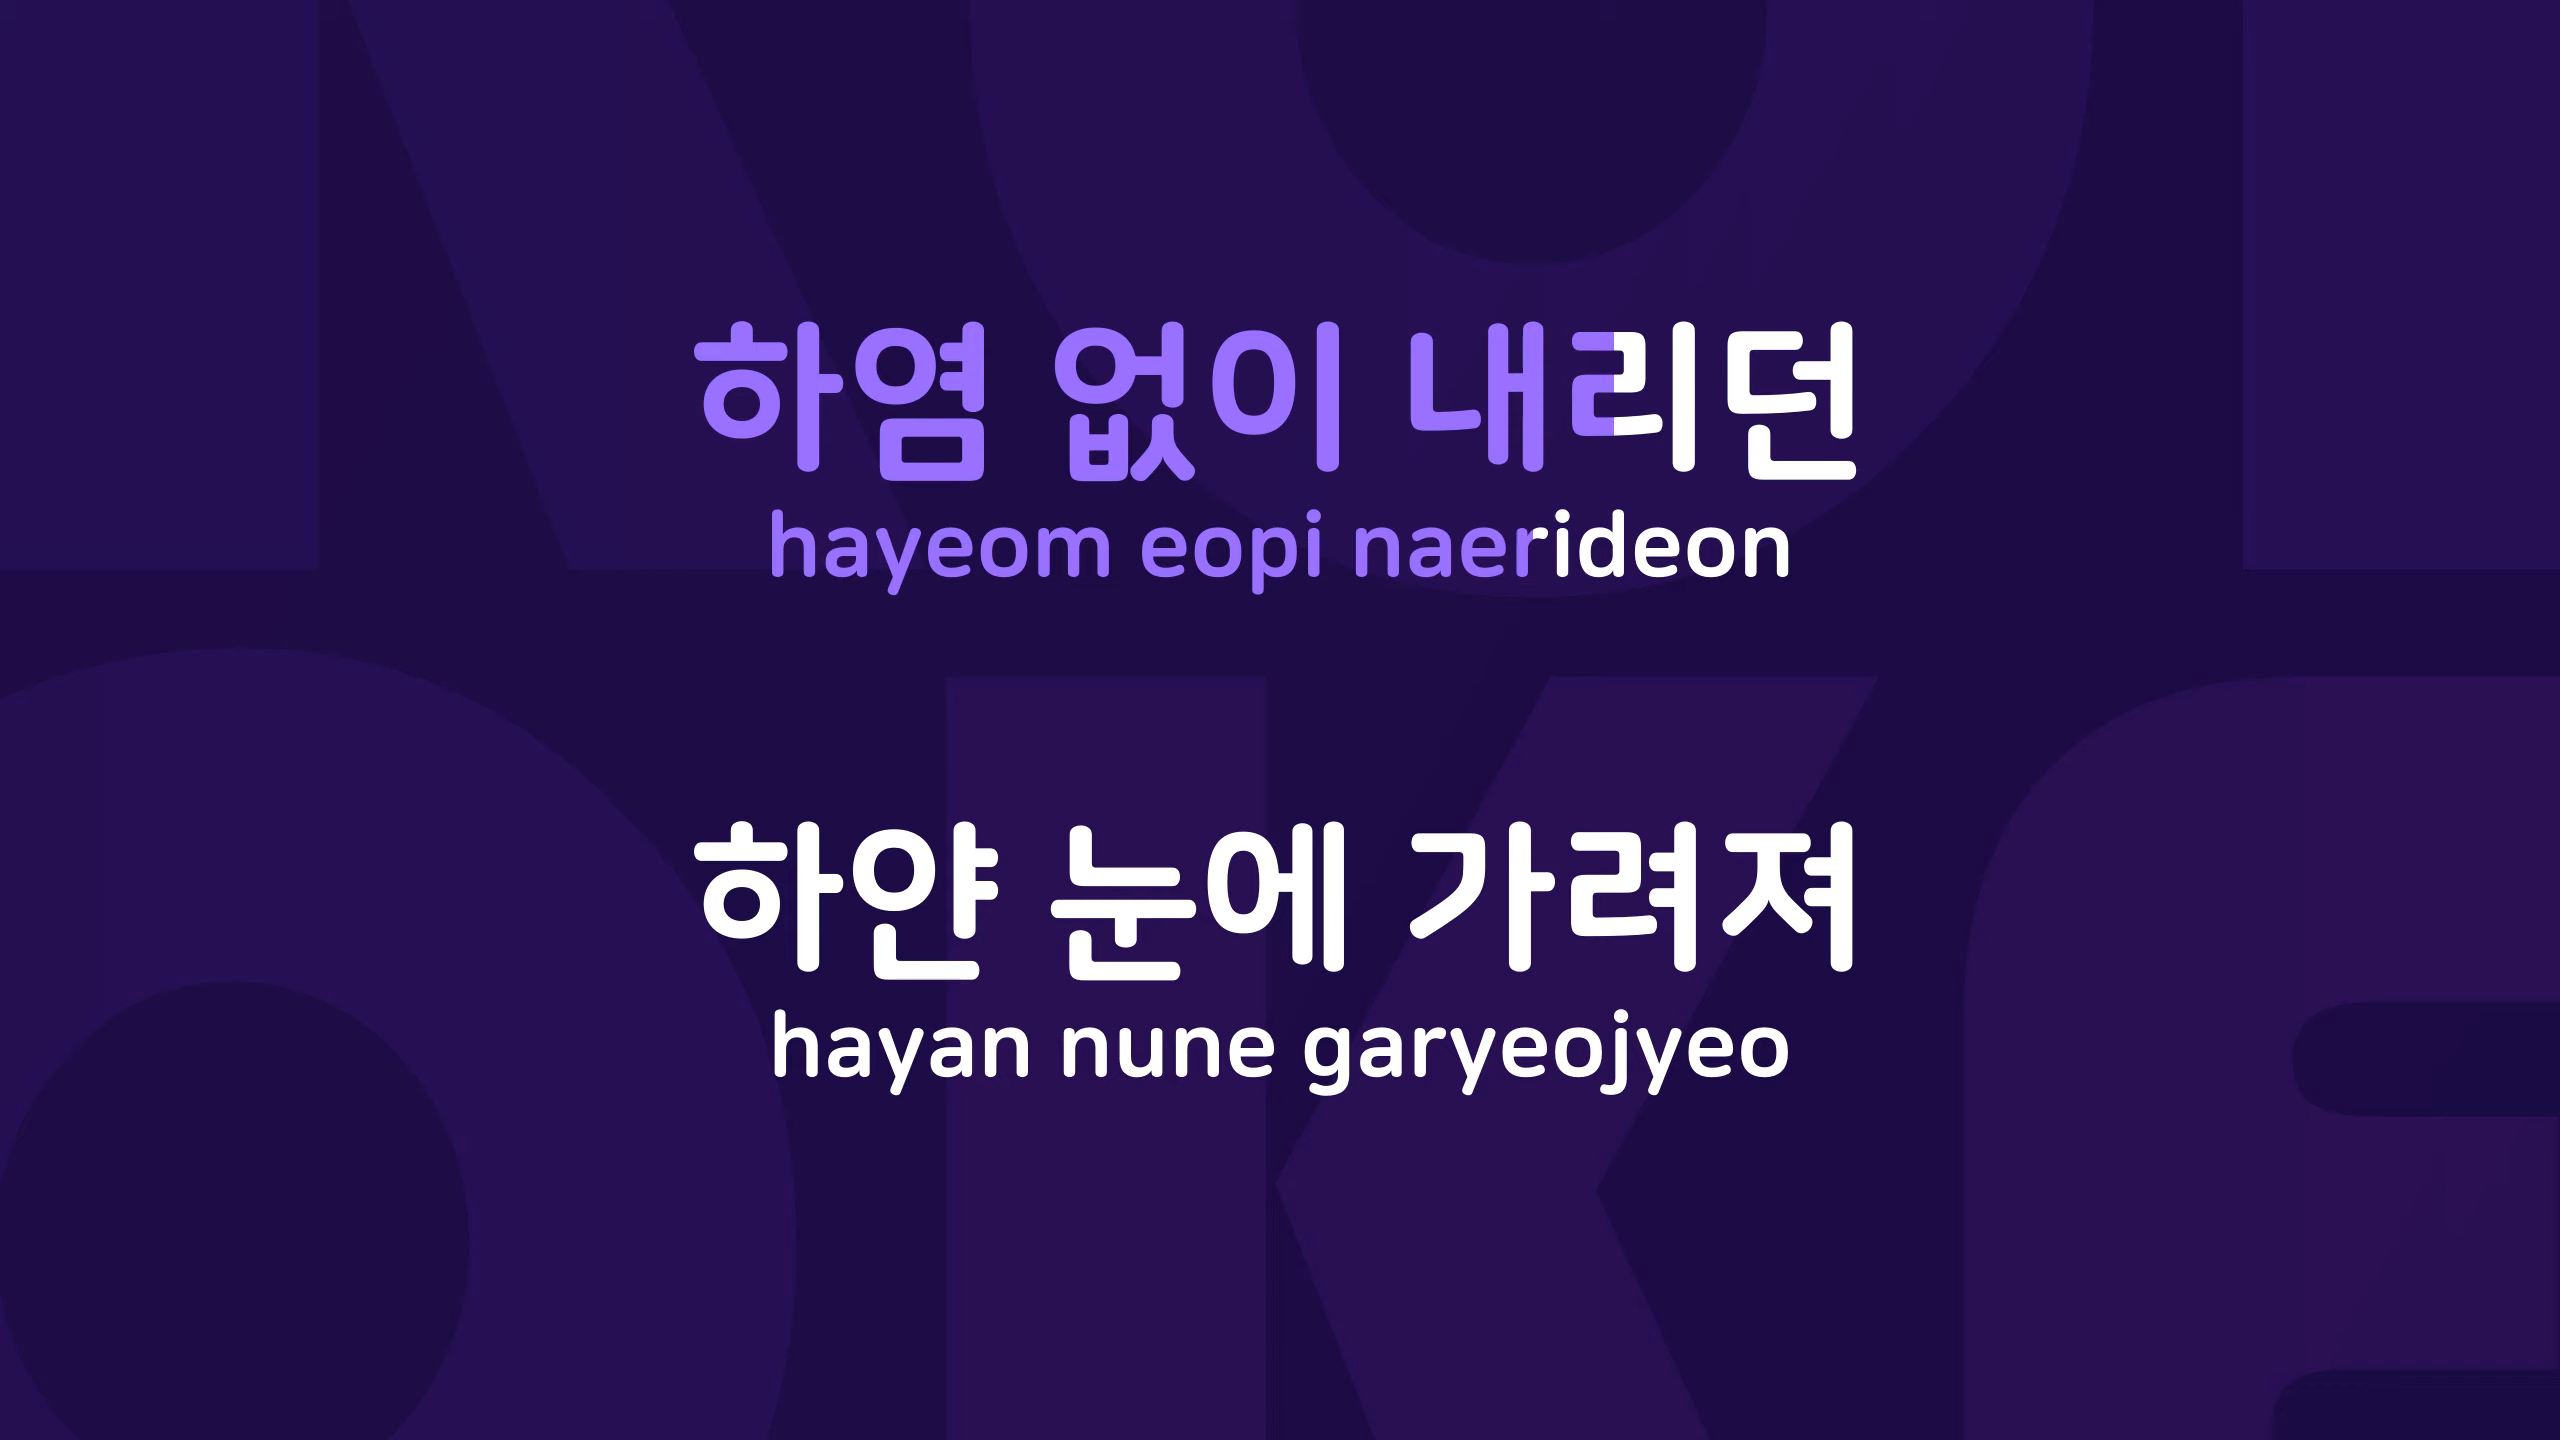 하염 없이 내리던
hayeom eopi naerideon
하얀 눈에 가려져
hayan nune garyeojyeo